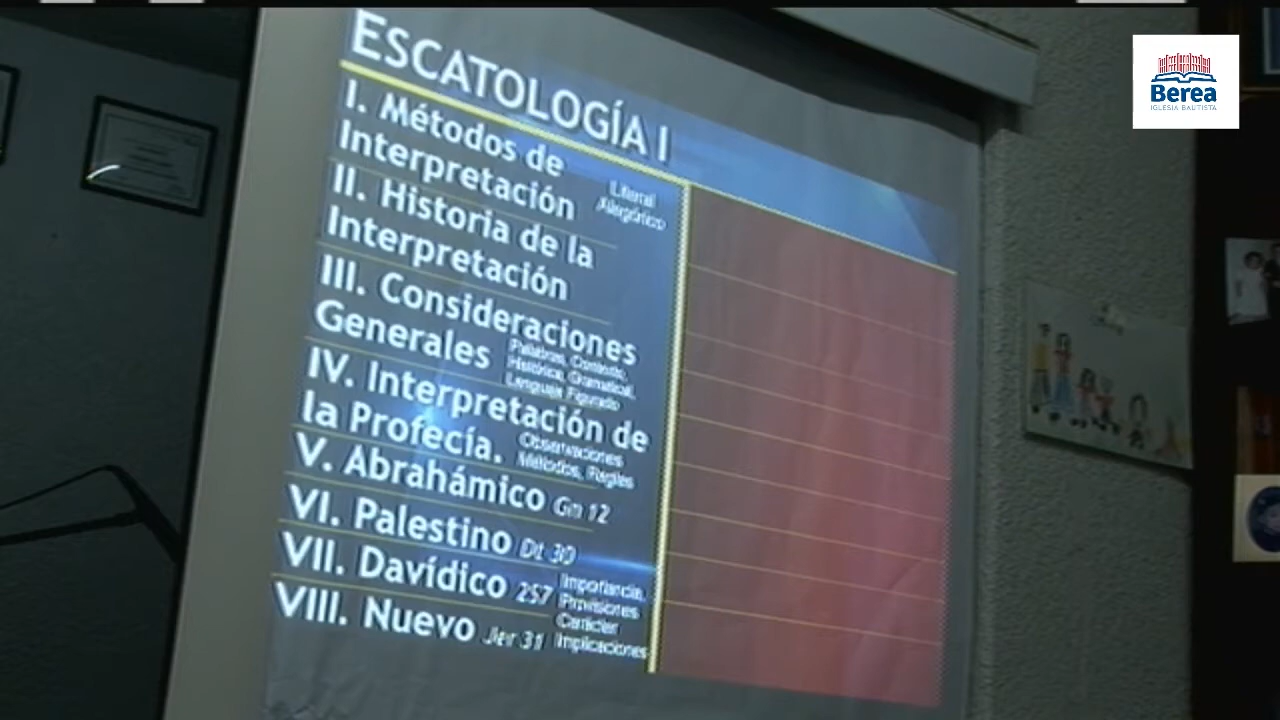 ESCATOLOGÍA I
I. Métodos de
Interpretación
Literal
Alegórico
II. Historia de la
Interpretación
III. Consideraciones
Generales
Palabras, Contexto,
Histórica, Gramatical,
Lenguaje Figurado
IV. Interpretación de
la Profecía.
Observaciones
Métodos, Reglas
V. Abrahámico Gn 12
VI. Palestino Dt 30
VII. Davídico 2S7
VIII. Nuevo Jer 31
Importancia,
Provisiones
Carácter
Implicaciones
Berea
IGLESIA BAUTISTA